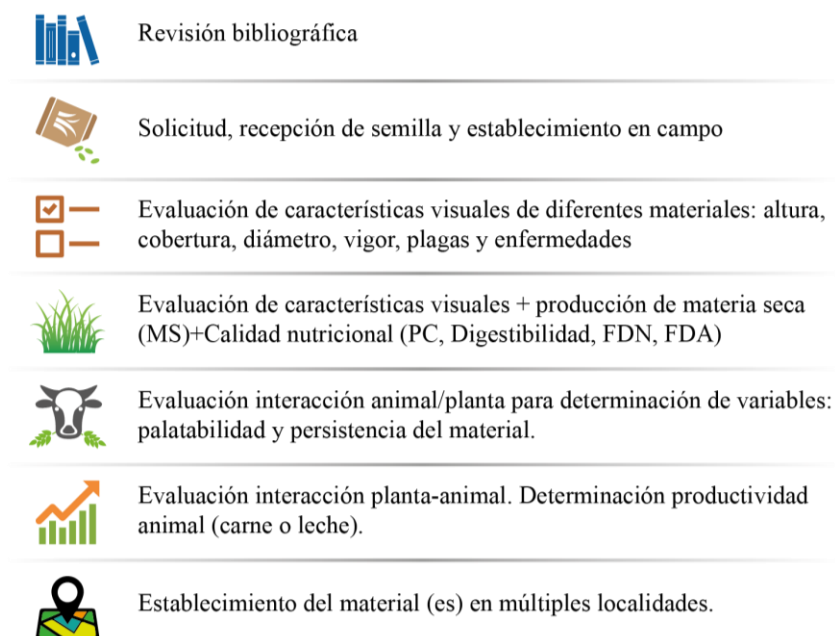 Revisión bibliográfica
Solicitud, recepción de semilla y establecimiento en campo
Evaluación de características visuales de diferentes materiales: altura,
cobertura, diámetro, vigor, plagas y enfermedades
Evaluación de características visuales + producción de materia seca
(MS)+Calidad nutricional (PC, Digestibilidad, FDN, FDA)
Evaluación interacción animal/planta para determinación de variables:
palatabilidad y persistencia del material.
Evaluación interacción planta-animal. Determinación productividad
animal (carne o leche).
Establecimiento del material (es) en múltiples localidades.